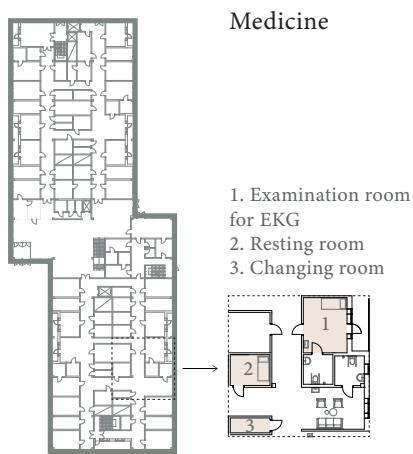 Medicine
1. Examination room
for EKG
2. Resting room
3. Changing room
1
2
3